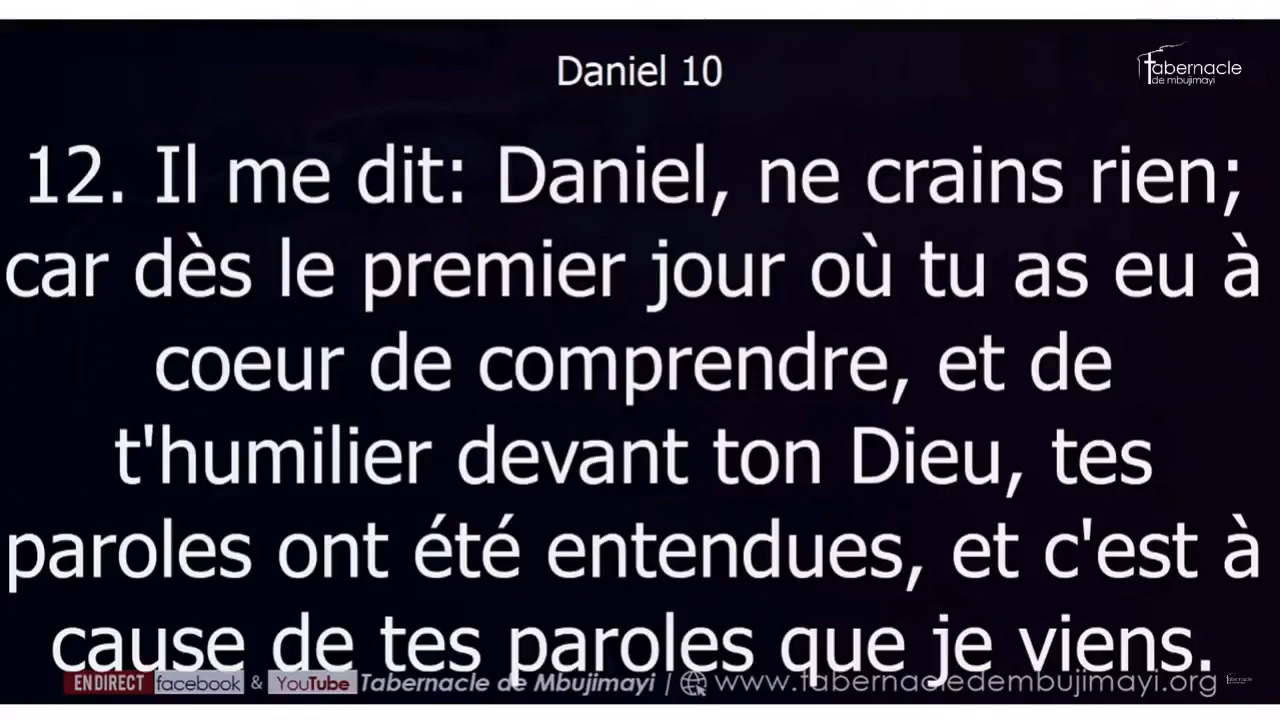 Daniel 10
Tabernacle
de mbujimayi
12. Il me dit: Daniel, ne crains rien;
car dès le premier jour où tu as eu à
coeur de comprendre, et de
t'humilier devant ton Dieu, tes
paroles ont été entendues, et c'est à
cause de tes paroles que je viens.
EN DIRECT facebook & YouTube Tabernacle de Mbujimayi | www.tabernacledembujimayi.org